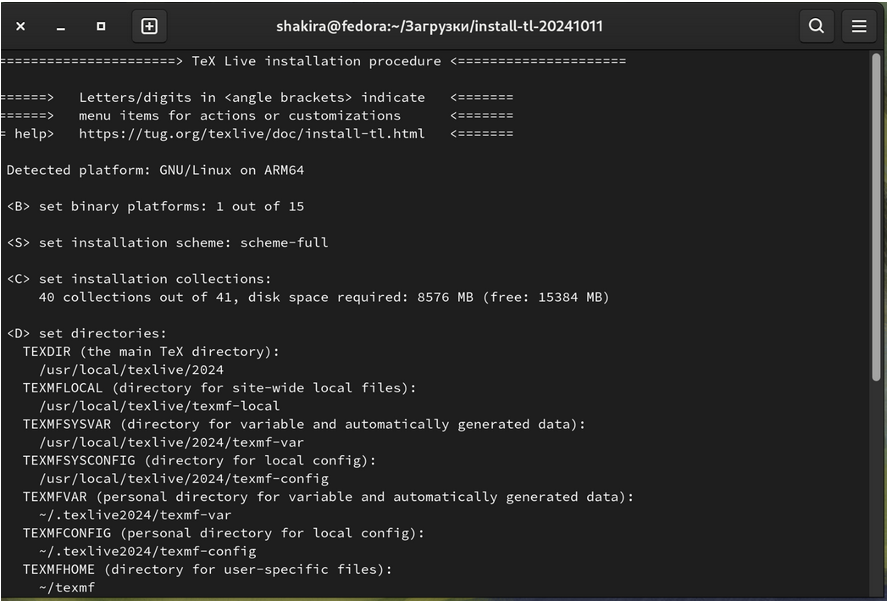 shakira@fedora:~/Загрузки/install-tl-20241011
======================> TeX Live installation procedure <=====================
======>   Letters/digits in <angle brackets> indicate   <=======
======>   menu items for actions or customizations      <=======
= help>   https://tug.org/texlive/doc/install-tl.html   <=======
Detected platform: GNU/Linux on ARM64
<B> set binary platforms: 1 out of 15
<S> set installation scheme: scheme-full
<C> set installation collections:
40 collections out of 41, disk space required: 8576 MB (free: 15384 MB)
<D> set directories:
TEXDIR (the main TeX directory):
/usr/local/texlive/2024
TEXMFLOCAL (directory for site-wide local files):
/usr/local/texlive/texmf-local
TEXMFSYSVAR (directory for variable and automatically generated data):
/usr/local/texlive/2024/texmf-var
TEXMFSYSCONFIG (directory for local config):
/usr/local/texlive/2024/texmf-config
TEXMFVAR (personal directory for variable and automatically generated data):
~/.texlive2024/texmf-var
TEXMFCONFIG (personal directory for local config):
~/.texlive2024/texmf-config
TEXMFHOME (directory for user-specific files):
~/texmf